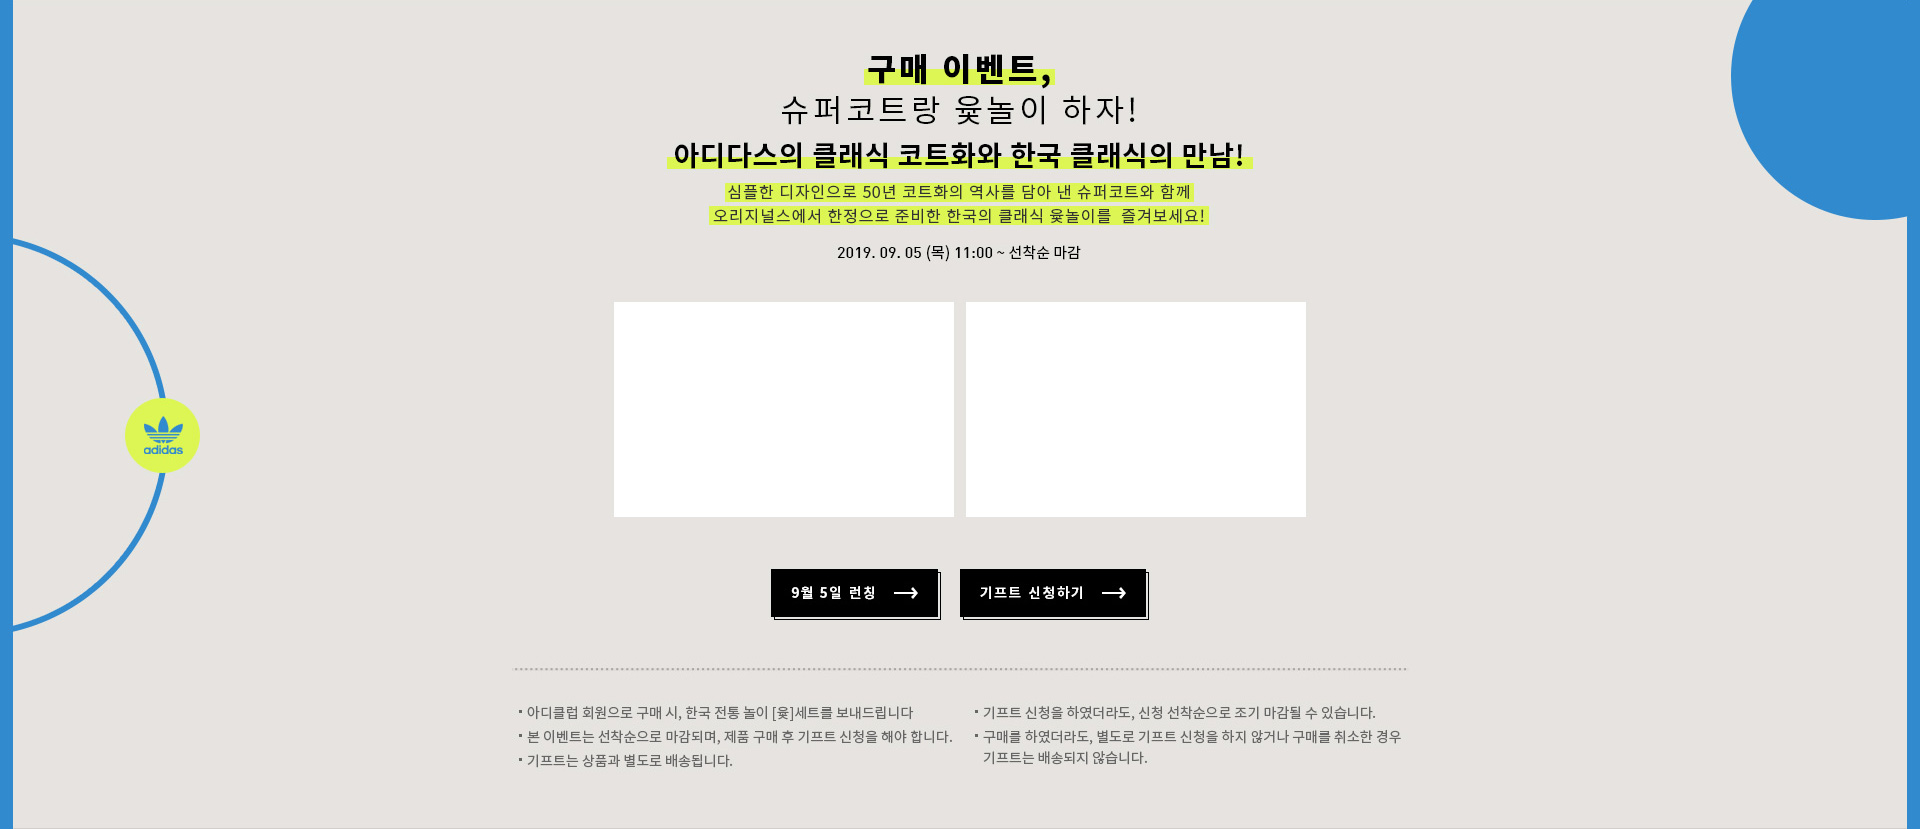 구매 이벤트,
슈퍼코트랑 윷놀이 하자!
아디다스의 클래식 코트화와 한국 클래식의 만남!
심플한 디자인으로 50년 코트화의 역사를 담아 낸 슈퍼코트와 함께
오리지널스에서 한정으로 준비한 한국의 클래식 윷놀이를 즐겨보세요!
2019. 09. 05 (목) 11:00 ~ 선착순 마감
adidas
9월 5일 런칭
기프트 신청하기
아디클럽 회원으로 구매 시, 한국 전통 놀이 [윷]세트를 보내드립니다
본 이벤트는 선착순으로 마감되며, 제품 구매 후 기프트 신청을 해야 합니다.
기프트는 상품과 별도로 배송됩니다.
기프트 신청을 하였더라도, 신청 선착순으로 조기 마감될 수 있습니다.
구매를 하였더라도, 별도로 기프트 신청을 하지 않거나 구매를 취소한 경우
기프트는 배송되지 않습니다.